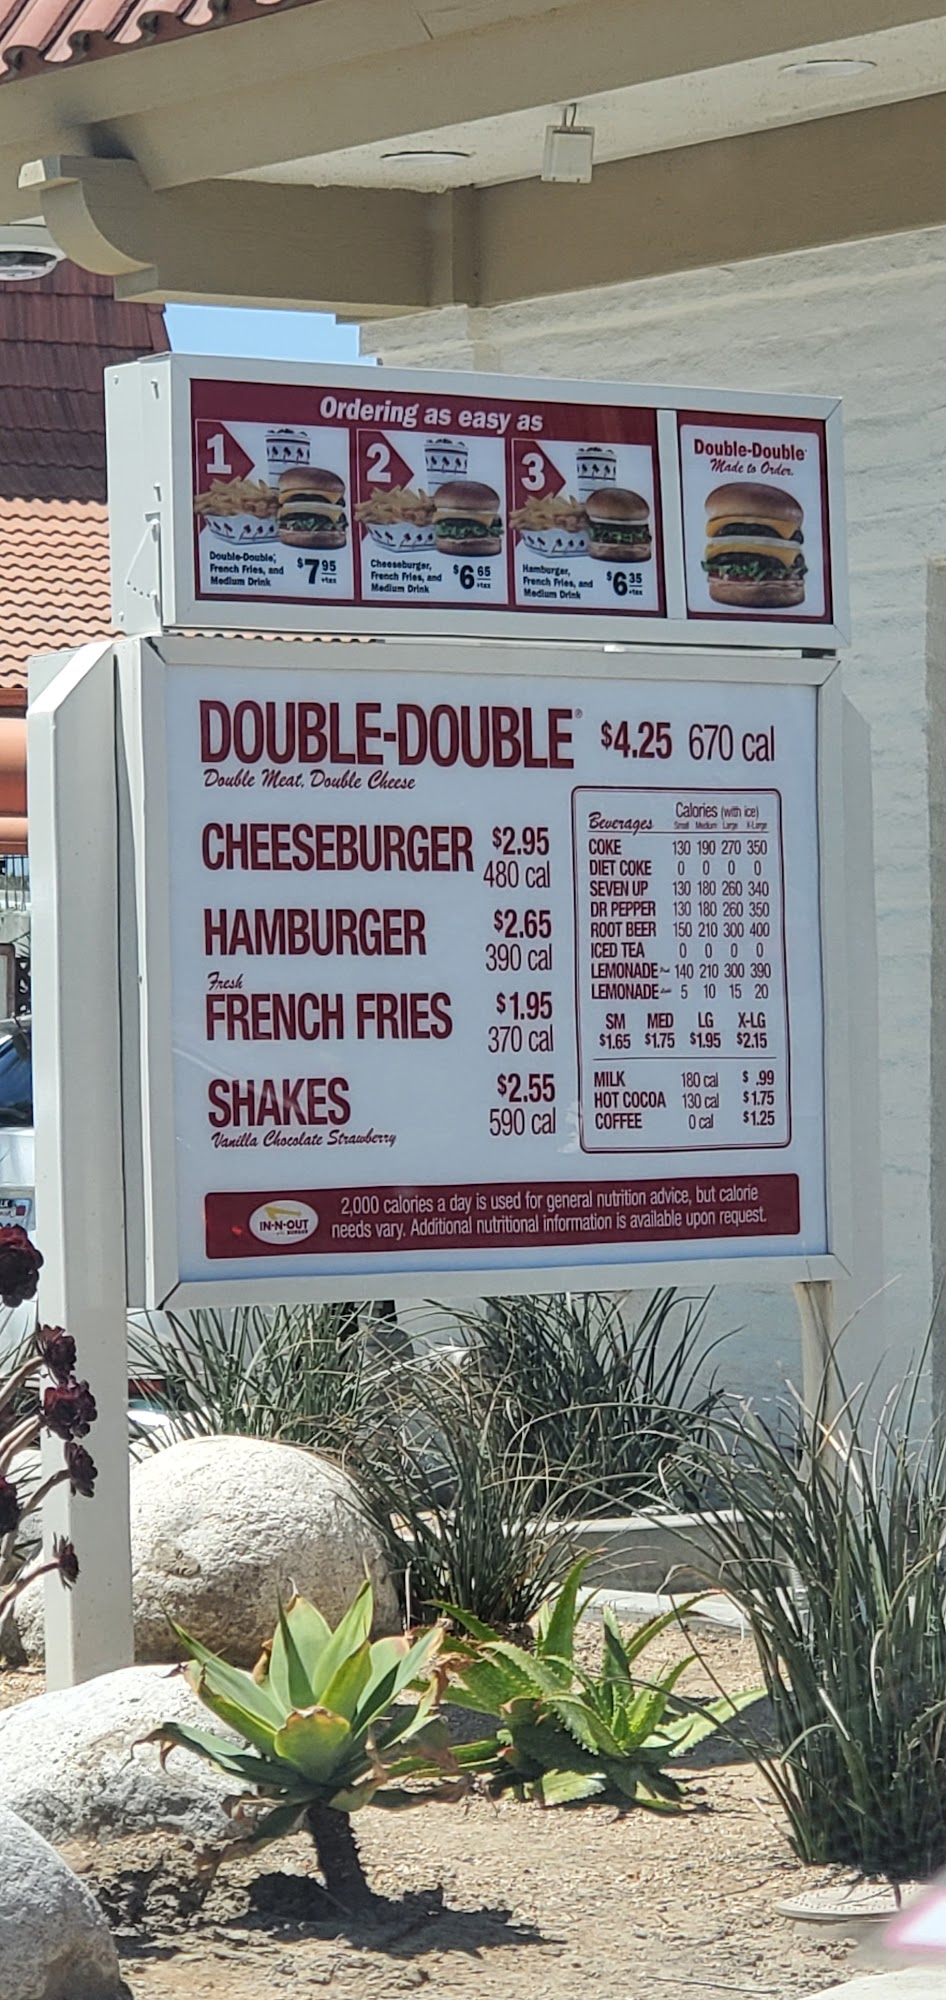 Ordering as easy as
1
Double-Double,
French Fries, and
Medium Drink
$7 95
+tax
2
Cheeseburger,
French Fries, and
Medium Drink
$6 65
+tax
3
Hamburger,
French Fries, and
Medium Drink
$6 35
+tax
Double-Double®
Made to Order.
DOUBLE-DOUBLE® $4.25 670 cal
Double Meat, Double Cheese
CHEESEBURGER $2.95
480 cal
HAMBURGER $2.65
390 cal
Fresh
FRENCH FRIES $1.95
370 cal
SHAKES $2.55
590 cal
Vanilla Chocolate Strawberry
Beverages
Calories (with ice)
Small Medium Large X-Large
COKE 130 190 270 350
DIET COKE 0 0 0 0
SEVEN UP 130 180 260 340
DR PEPPER 130 180 260 350
ROOT BEER 150 210 300 400
ICED TEA 0 0 0 0
LEMONADE 140 210 300 390
LEMONADE 5 10 15 20
SM MED LG X-LG
$1.65 $1.75 $1.95 $2.15
MILK 180 cal $ .99
HOT COCOA 130 cal $1.75
COFFEE 0 cal $1.25
IN-N-OUT
BURGER
2,000 calories a day is used for general nutrition advice, but calorie
needs vary. Additional nutritional information is available upon request.